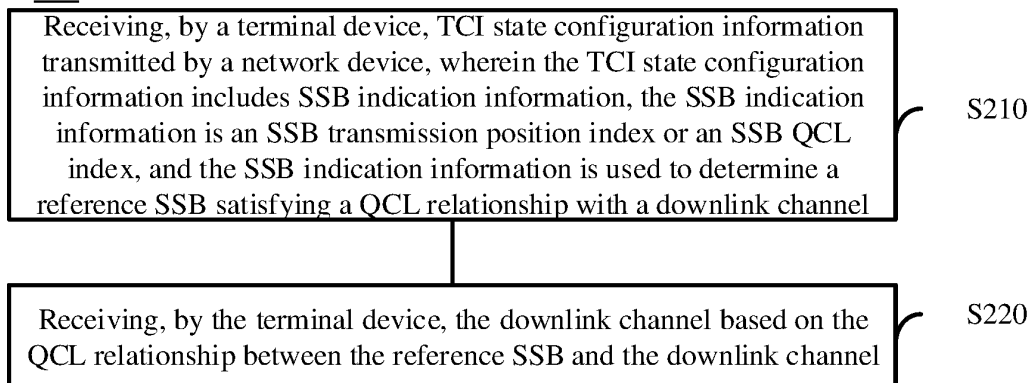 Receiving, by a terminal device, TCI state configuration information
transmitted by a network device, wherein the TCI state configuration
information includes SSB indication information, the SSB indication
information is an SSB transmission position index or an SSB QCL
index, and the SSB indication information is used to determine a
reference SSB satisfying a QCL relationship with a downlink channel
S210
Receiving, by the terminal device, the downlink channel based on the
QCL relationship between the reference SSB and the downlink channel
S220